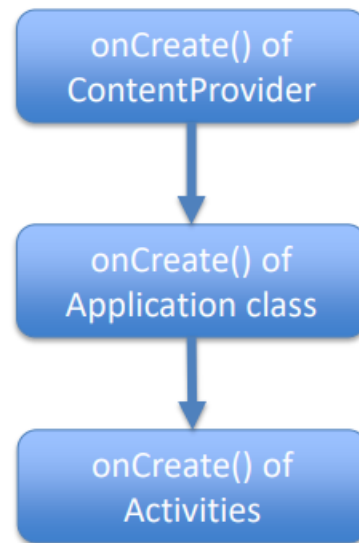 onCreate() of
ContentProvider
onCreate() of
Application class
onCreate() of
Activities